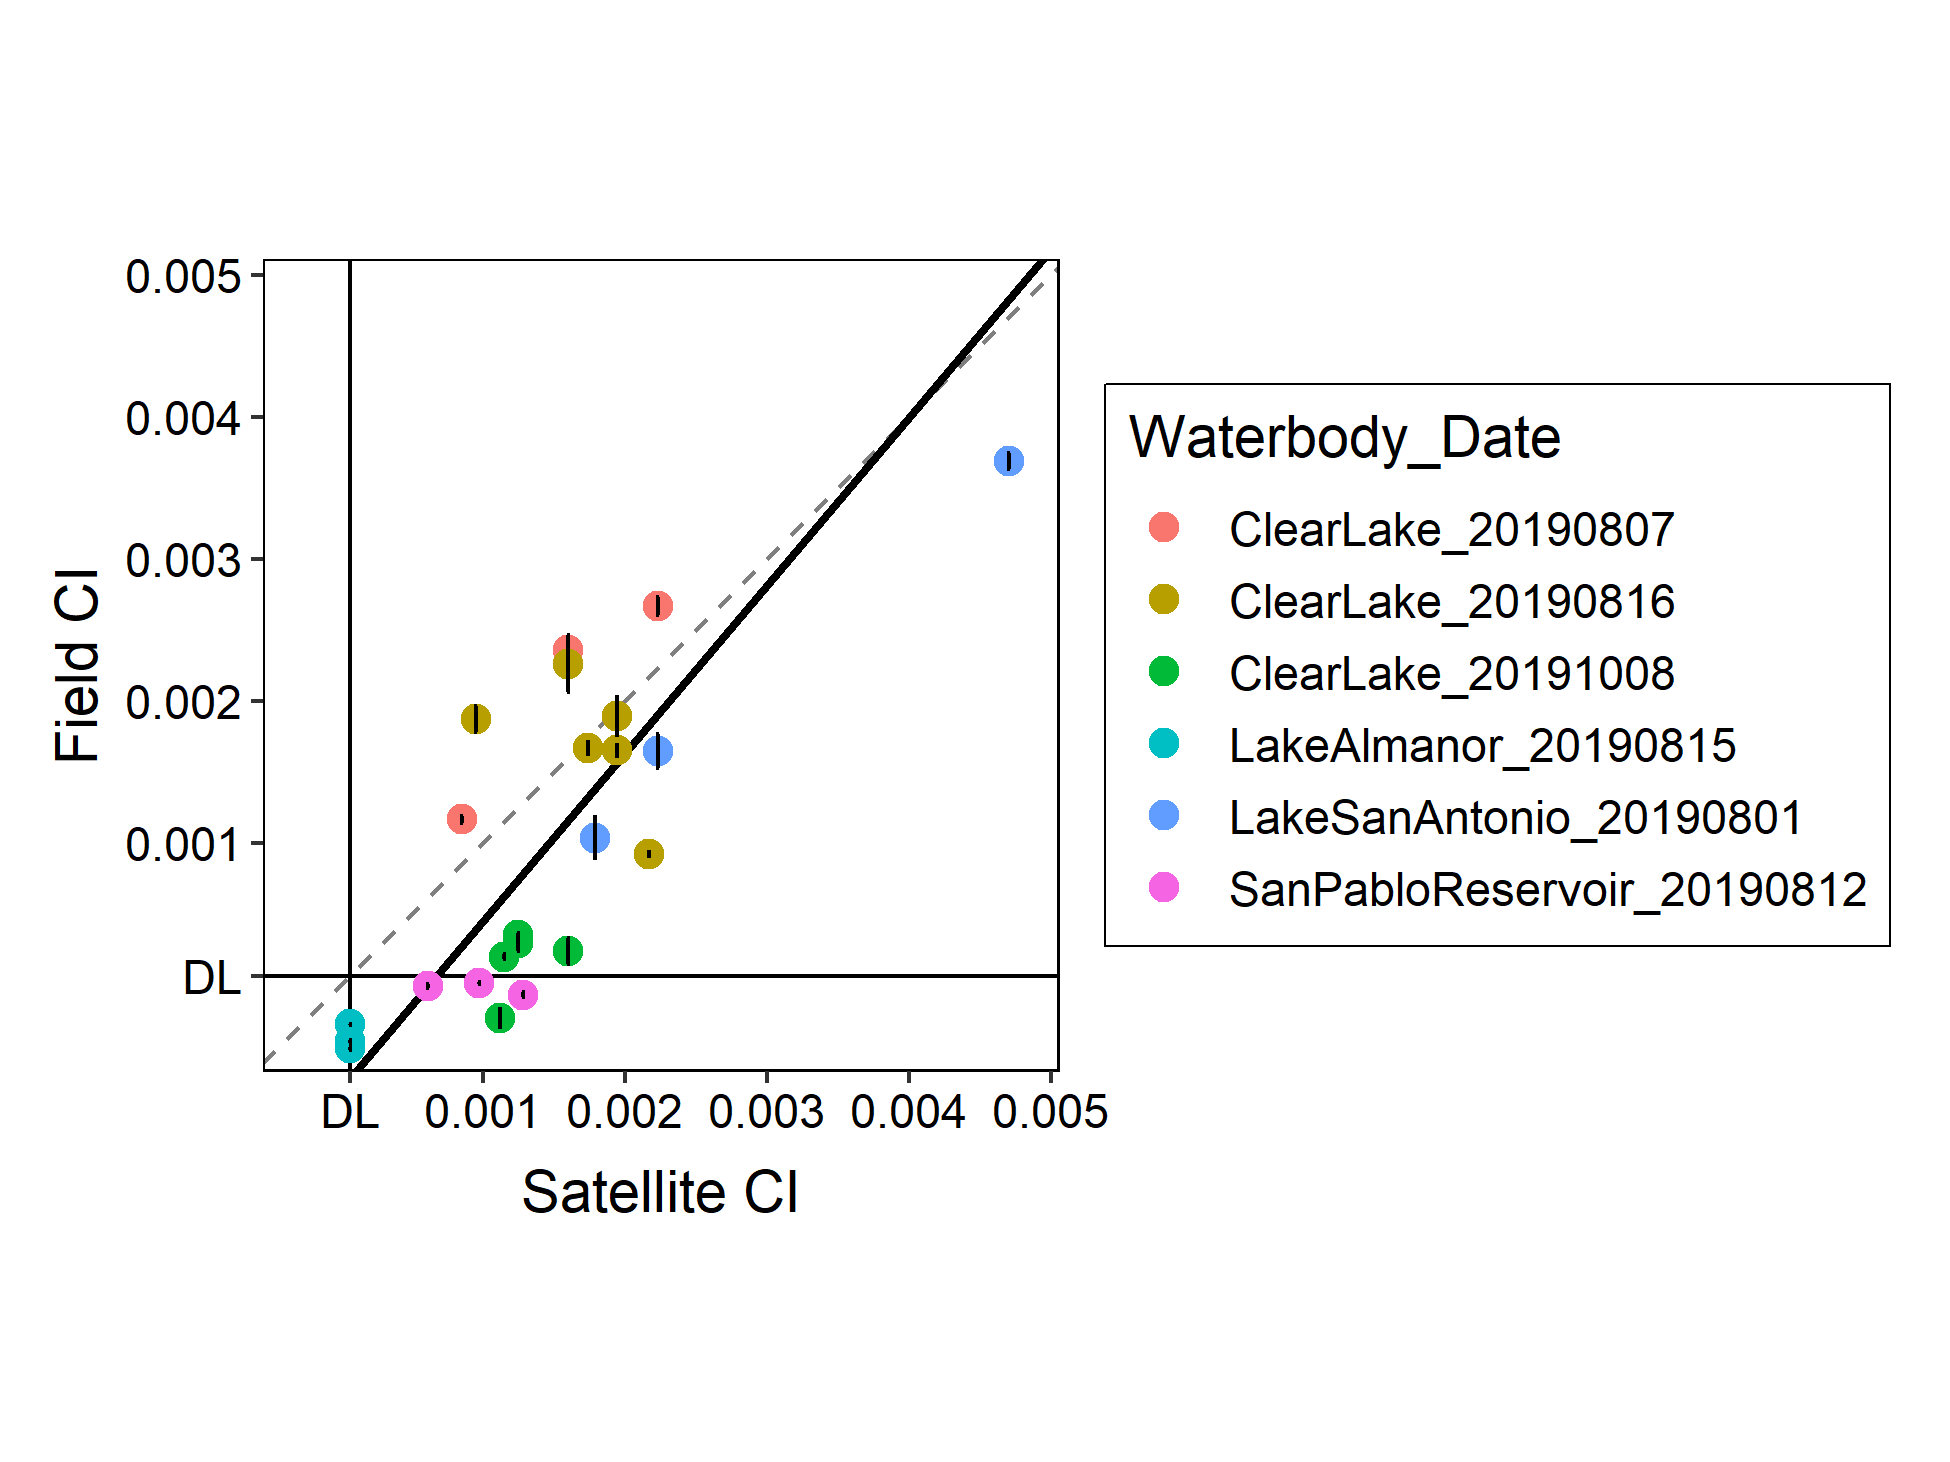 0.005
0.004
0.003
0.002
0.001
DL
Field CI
DL 0.001 0.002 0.003 0.004 0.005
Satellite CI
Waterbody_Date
ClearLake_20190807
ClearLake_20190816
ClearLake_20191008
LakeAlmanor_20190815
LakeSanAntonio_20190801
SanPabloReservoir_20190812